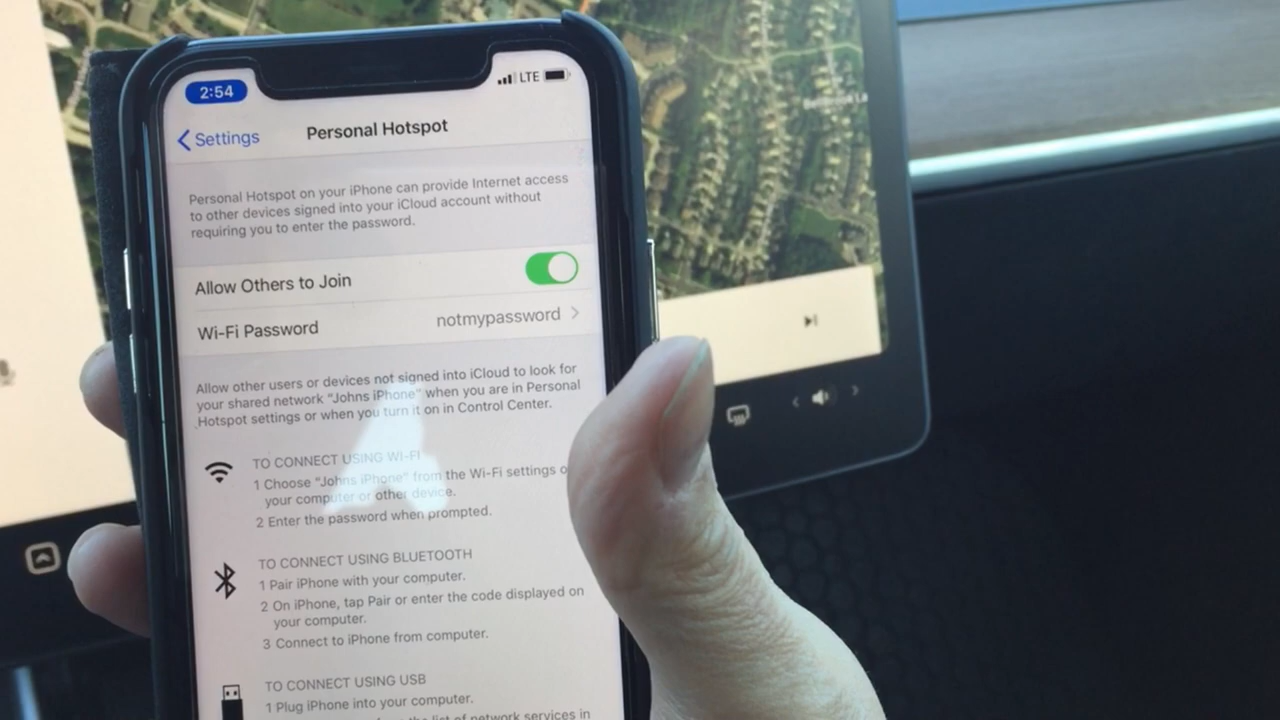 2:54
LTE
Settings
Personal Hotspot
Personal Hotspot on your iPhone can provide Internet access
to other devices signed into your iCloud account without
requiring you to enter the password.
Allow Others to Join
Wi-Fi Password notmypassword
Allow other users or devices not signed into iCloud to look for
your shared network “Johns iPhone” when you are in Personal
Hotspot settings or when you turn it on in Control Center.
TO CONNECT USING WI-FI
1 Choose “Johns iPhone” from the Wi-Fi settings o
your computer or other device.
2 Enter the password when prompted.
TO CONNECT USING BLUETOOTH
1 Pair iPhone with your computer.
2 On iPhone, tap Pair or enter the code displayed on
your computer.
3 Connect to iPhone from computer.
TO CONNECT USING USB
1 Plug iPhone into your computer.
the list of network services in